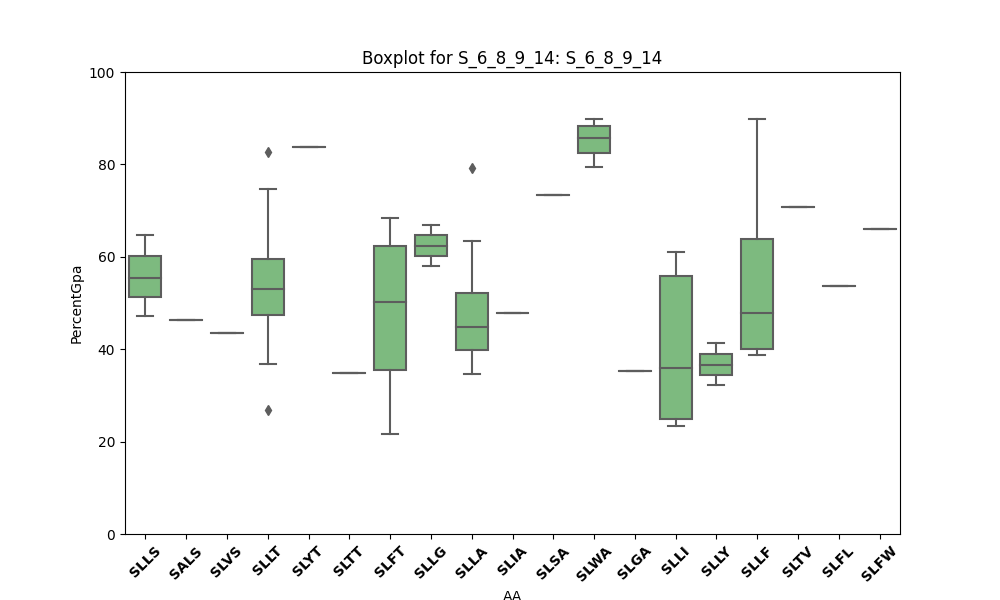 Boxplot for S_6_8_9_14: S_6_8_9_14
100
80
60
40
20
0
PercentGpa
SLLS SALS SLVS SLLT SLYT SLTT SLFT SLLG SLLA SLIA SLSA SLWA SLGA SLLI SLLY SLLF SLTV SLFL SLFW
AA